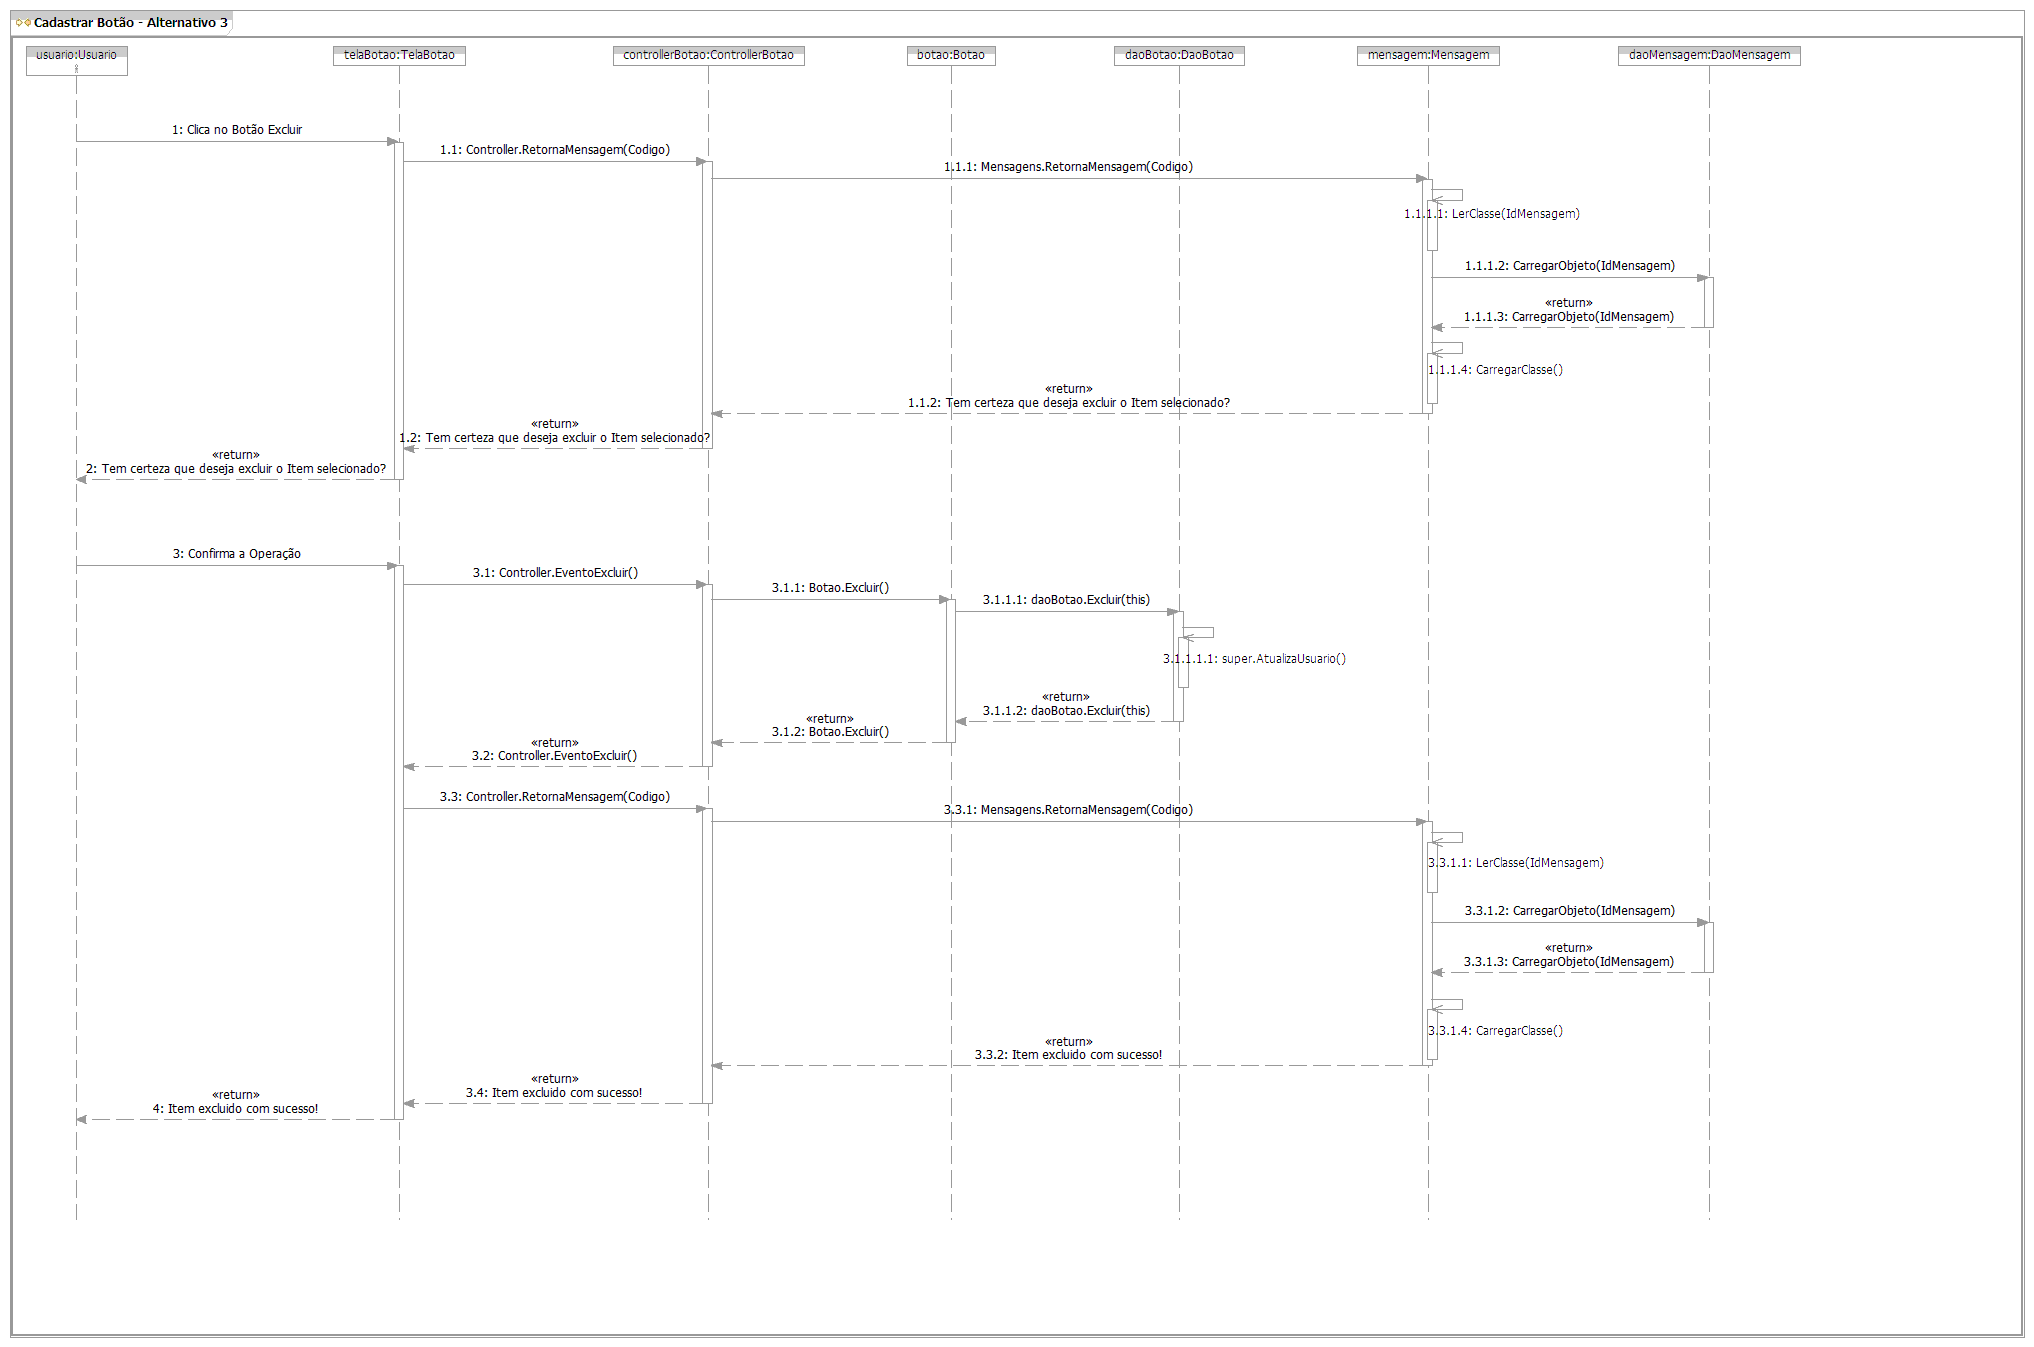 Cadastrar Botão - Alternativo 3
usuario:Usuario
telaBotao:TelaBotao
controllerBotao:ControllerBotao
botao:Botao
daoBotao:DaoBotao
mensagem:Mensagem
daoMensagem:DaoMensagem
1: Clica no Botão Excluir
1.1: Controller.RetornaMensagem(Codigo)
1.1.1: Mensagens.RetornaMensagem(Codigo)
1.1.1.1: LerClasse(IdMensagem)
1.1.1.2: CarregarObjeto(IdMensagem)
«return»
1.1.1.3: CarregarObjeto(IdMensagem)
1.1.1.4: CarregarClasse()
«return»
1.1.2: Tem certeza que deseja excluir o Item selecionado?
«return»
1.2: Tem certeza que deseja excluir o Item selecionado?
«return»
2: Tem certeza que deseja excluir o Item selecionado?
3: Confirma a Operação
3.1: Controller.EventoExcluir()
3.1.1: Botao.Excluir()
3.1.1.1: daoBotao.Excluir(this)
3.1.1.1.1: super.AtualizaUsuario()
«return»
3.1.1.2: daoBotao.Excluir(this)
«return»
3.1.2: Botao.Excluir()
«return»
3.2: Controller.EventoExcluir()
3.3: Controller.RetornaMensagem(Codigo)
3.3.1: Mensagens.RetornaMensagem(Codigo)
3.3.1.1: LerClasse(IdMensagem)
3.3.1.2: CarregarObjeto(IdMensagem)
«return»
3.3.1.3: CarregarObjeto(IdMensagem)
3.3.1.4: CarregarClasse()
«return»
3.3.2: Item excluido com sucesso!
«return»
3.4: Item excluido com sucesso!
«return»
4: Item excluido com sucesso!